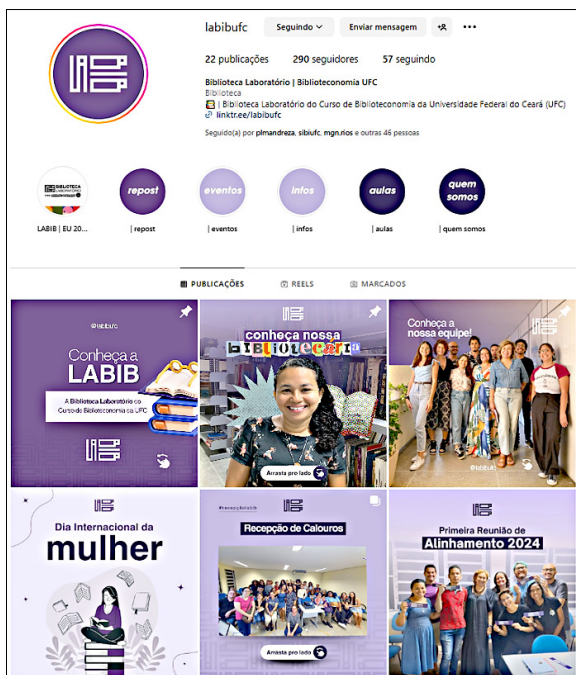 labibufc Seguindo Enviar mensagem
22 publicações 290 seguidores 57 seguindo
Biblioteca Laboratório | Biblioteconomia UFC
Biblioteca
| Biblioteca Laboratório do Curso de Biblioteconomia da Universidade Federal do Ceará (UFC)
linktr.ee/labibufc
Seguido(a) por plmandreza, sibiufc, mgn.rios e outras 46 pessoas
BIBLIOTECA
LABORATÓRIO
repost
eventos
infos
aulas
quem
somos
LABIB | EU 20...
| repost
| eventos
| infos
| aulas
| quem somos
PUBLICAÇÕES REELS MARCADOS
@labibufc
Conheça a
LABIB
A Biblioteca Laboratório do
Curso de Biblioteconomia da UFC
conheça nossa
bibliotecária
Arrasta pro lado
Conheça a
nossa equipe!
@labibufc
Dia Internacional da
mulher
Recepção de Calouros
Arrasta pro lado
Primeira Reunião de
Alinhamento 2024